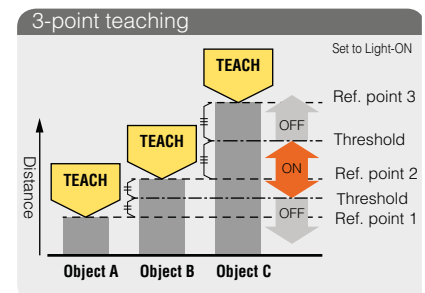 3-point teaching
Set to Light-ON
TEACH
Ref. point 3
OFF
TEACH
Threshold
TEACH
ON
Ref. point 2
Threshold
OFF
Ref. point 1
Distance
Object A Object B Object C